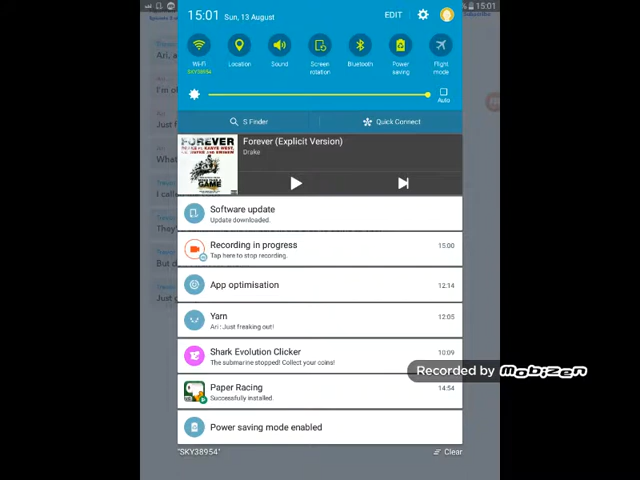 15:01
15:01 Sun, 13 August
EDIT
Wi-Fi
SKY38954
Location
Sound
Screen
rotation
Bluetooth
Power
saving
Flight
mode
Auto
S Finder
Quick Connect
FOREVER
GAME
Forever (Explicit Version)
Drake
Software update
Update downloaded.
Recording in progress
15:00
Tap here to stop recording.
App optimisation
12:14
Yarn
12:05
Ari : Just freaking out!
Shark Evolution Clicker
10:09
The submarine stopped! Collect your coins!
Recorded by Mobizen
Paper Racing
14:54
Successfully installed.
Power saving mode enabled
"SKY38954"
Clear